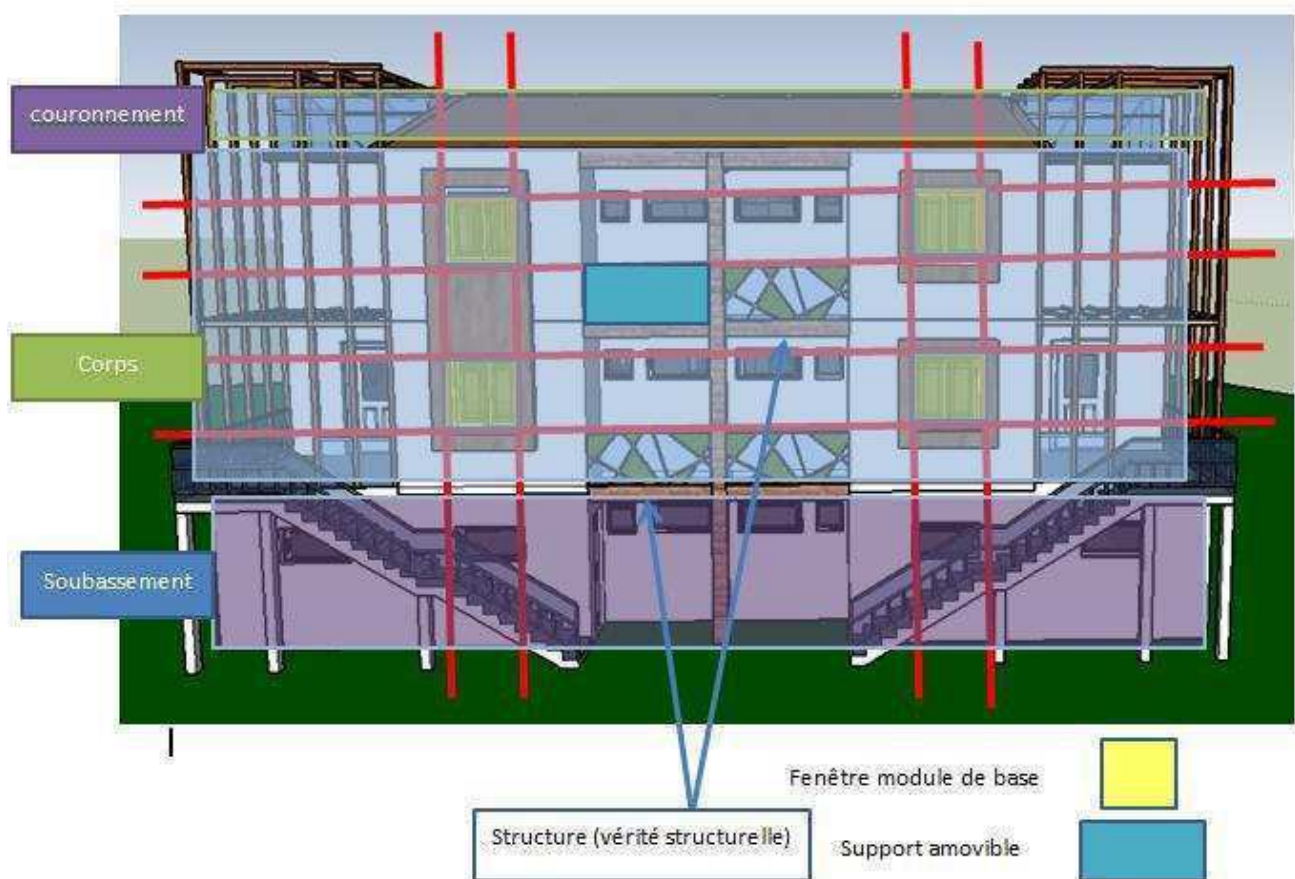 couronnement
Corps
Soubassement
Fenêtre module de base
Structure (vérité structurelle)
Support amovible